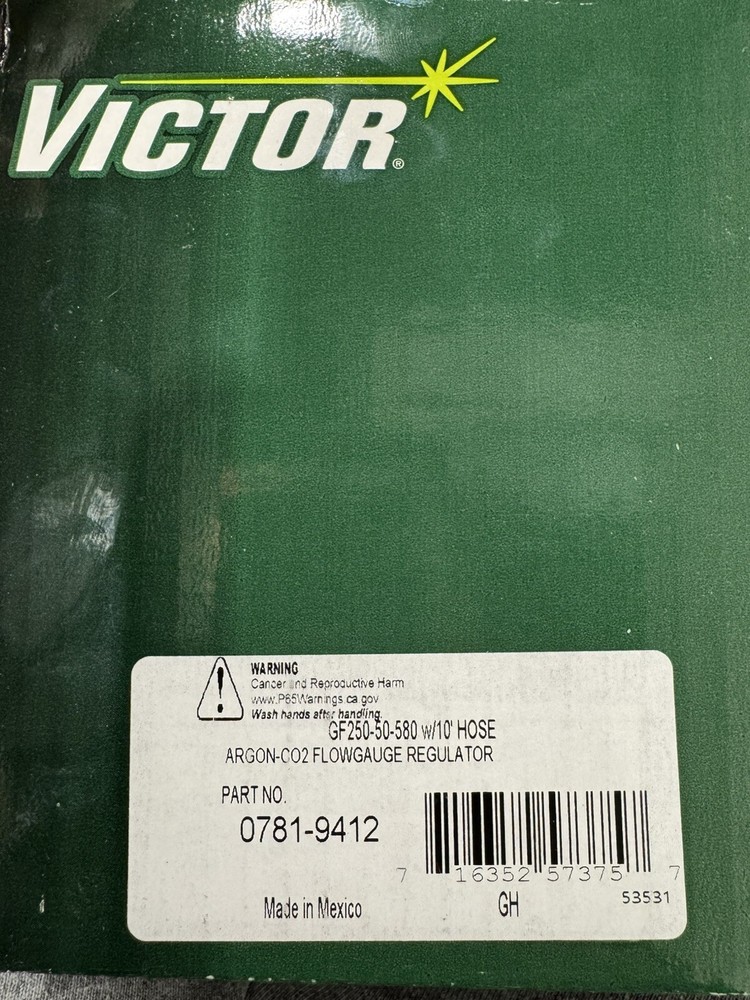 VICTOR®
WARNING
Cancer and Reproductive Harm
www.P65Warnings.ca.gov
Wash hands after handling.
GF250-50-580 w/10' HOSE
ARGON-CO2 FLOWGAUGE REGULATOR
PART NO.
0781-9412
7 16352 57375 7
Made in Mexico
GH
53531